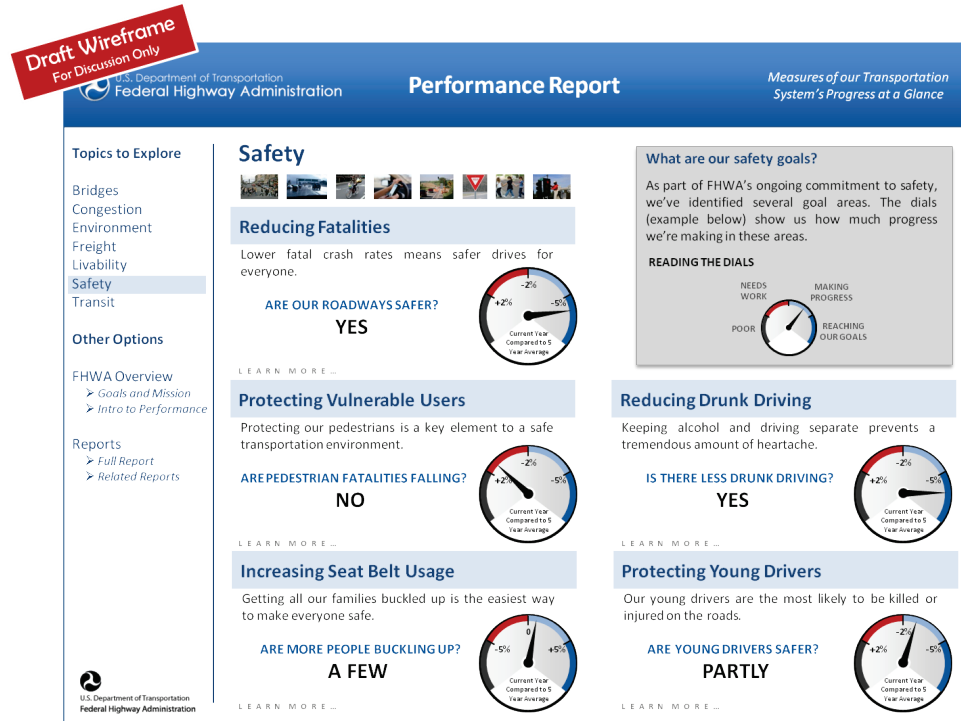 Draft Wireframe
For Discussion Only
U.S. Department of Transportation
Federal Highway Administration
Performance Report
Measures of our Transportation
System's Progress at a Glance
Topics to Explore
Bridges
Congestion
Environment
Freight
Livability
Safety
Transit
Other Options
FHWA Overview
➢ Goals and Mission
➢ Intro to Performance
Reports
➢ Full Report
➢ Related Reports
U.S. Department of Transportation
Federal Highway Administration
Safety
What are our safety goals?
As part of FHWA's ongoing commitment to safety,
we've identified several goal areas. The dials
(example below) show us how much progress
we're making in these areas.
READING THE DIALS
NEEDS
WORK
MAKING
PROGRESS
POOR
REACHING
OUR GOALS
Reducing Fatalities
Lower fatal crash rates means safer drives for
everyone.
ARE OUR ROADWAYS SAFER?
YES
-2%
+2%
-5%
Current Year
Compared to 5
Year Average
LEARN MORE…
Protecting Vulnerable Users
Protecting our pedestrians is a key element to a safe
transportation environment.
ARE PEDESTRIAN FATALITIES FALLING?
NO
-2%
+2%
-5%
Current Year
Compared to 5
Year Average
LEARN MORE…
Reducing Drunk Driving
Keeping alcohol and driving separate prevents a
tremendous amount of heartache.
IS THERE LESS DRUNK DRIVING?
YES
-2%
+2%
-5%
Current Year
Compared to 5
Year Average
LEARN MORE…
Increasing Seat Belt Usage
Getting all our families buckled up is the easiest way
to make everyone safe.
ARE MORE PEOPLE BUCKLING UP?
A FEW
0
-5%
+5%
Current Year
Compared to 5
Year Average
LEARN MORE…
Protecting Young Drivers
Our young drivers are the most likely to be killed or
injured on the roads.
ARE YOUNG DRIVERS SAFER?
PARTLY
-2%
+2%
-5%
Current Year
Compared to 5
Year Average
LEARN MORE…